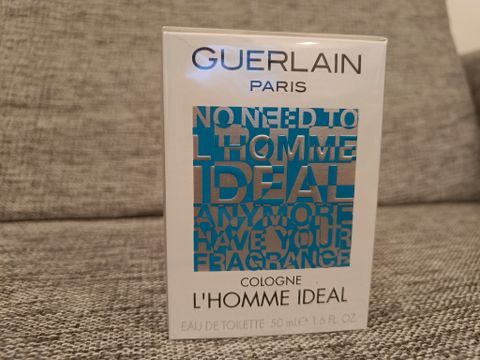 GUERLAIN
PARIS
NO NEED TO
L'HOMME
IDEAL
ANYMORE
HAVE YOUR
FRAGRANCE
COLOGNE
L'HOMME IDEAL
EAU DE TOILETTE 50 ml e 1.6 FL. OZ.